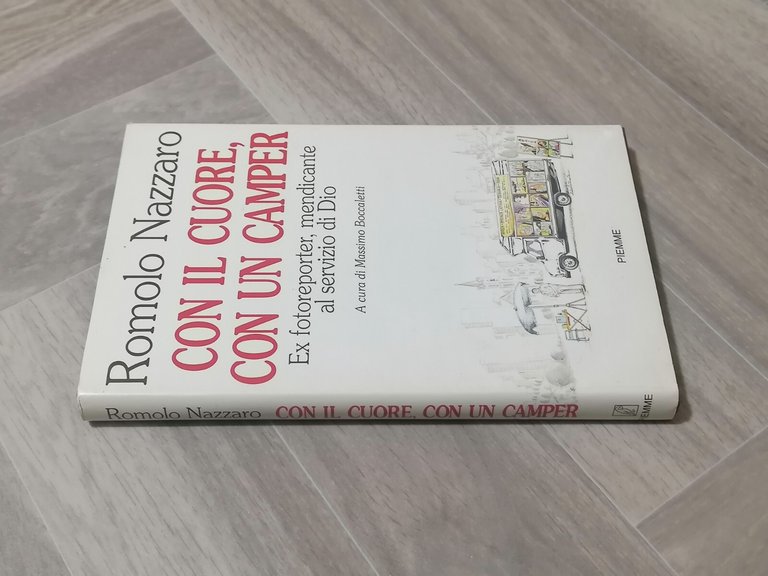 Romolo Nazzaro
CON IL CUORE,
CON UN CAMPER
Ex fotoreporter, mendicante
al servizio di Dio
A cura di Massimo Boccaletti
PIEMME
Romolo Nazzaro CON IL CUORE, CON UN CAMPER PIEMME